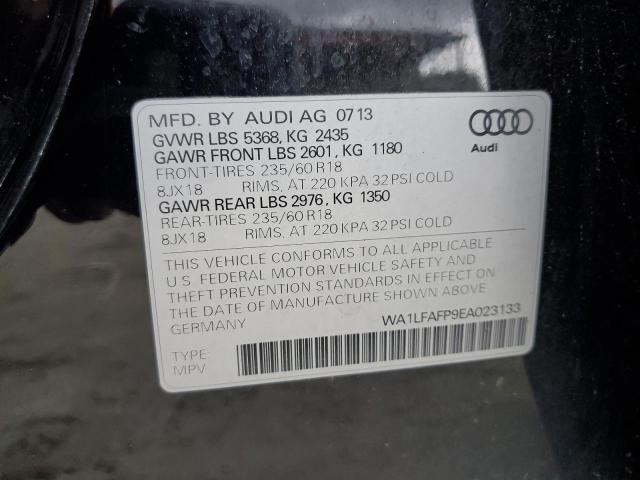 MFD. BY AUDI AG 07 13
GVWR LBS 5368, KG 2435
GAWR FRONT LBS 2601, KG 1180
FRONT-TIRES 235/60 R18
8JX18 RIMS, AT 220 KPA 32 PSI COLD
GAWR REAR LBS 2976, KG 1350
REAR-TIRES 235/60 R18
8JX18 RIMS, AT 220 KPA 32 PSI COLD
Audi
THIS VEHICLE CONFORMS TO ALL APPLICABLE
U.S. FEDERAL MOTOR VEHICLE SAFETY AND
THEFT PREVENTION STANDARDS IN EFFECT ON
THE DATE OF MANUFACTURE SHOWN ABOVE
GERMANY
WA1LFAFP9EA023133
TYPE
MPV